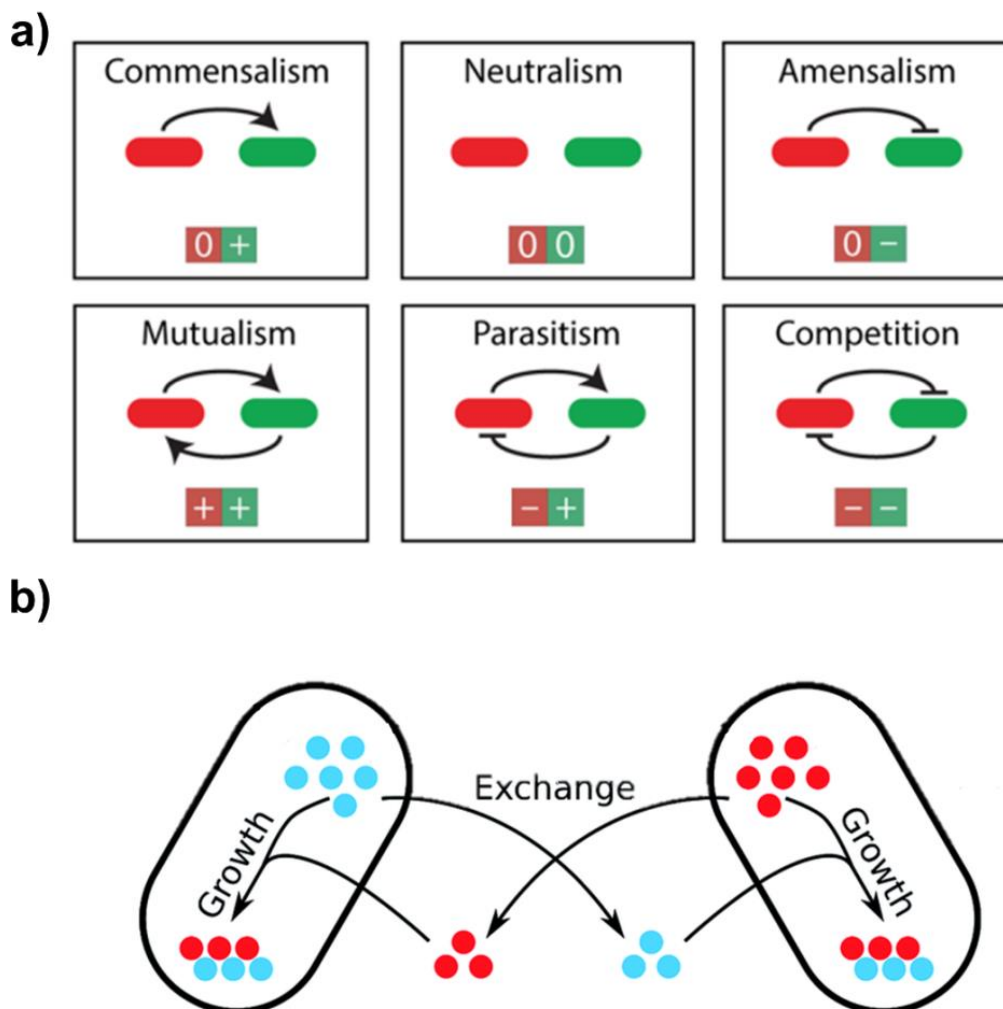 a)
Commensalism
0 +
Neutralism
0 0
Amensalism
0 −
Mutualism
+ +
Parasitism
− +
Competition
− −
b)
Exchange
Growth
Growth